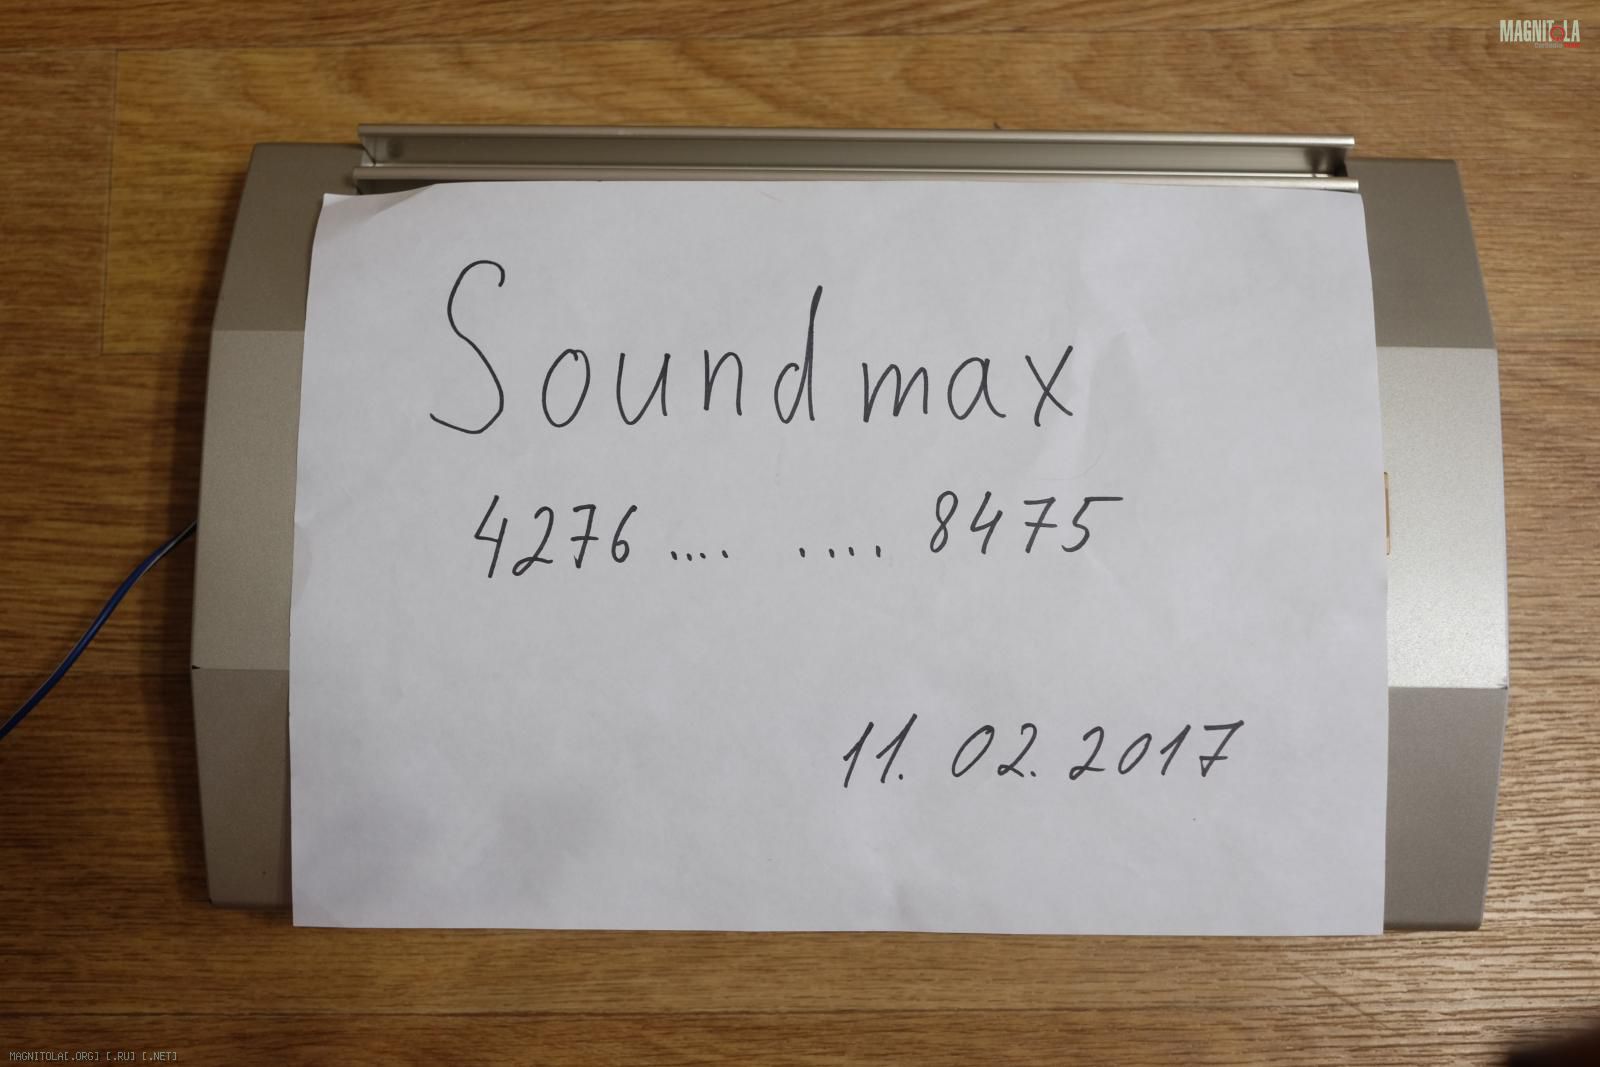 MAGNITOLA
Soundmax
4276 .... .... 8475
11.02.2017
MAGNITOLA[.ORG] [.RU] [.NET]